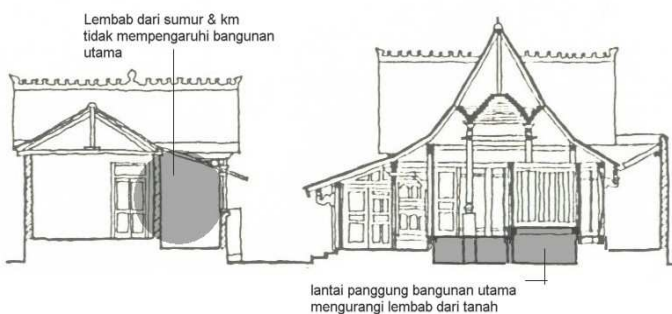 Lembab dari sumur & km
tidak mempengaruhi bangunan
utama
lantai panggung bangunan utama
mengurangi lembab dari tanah